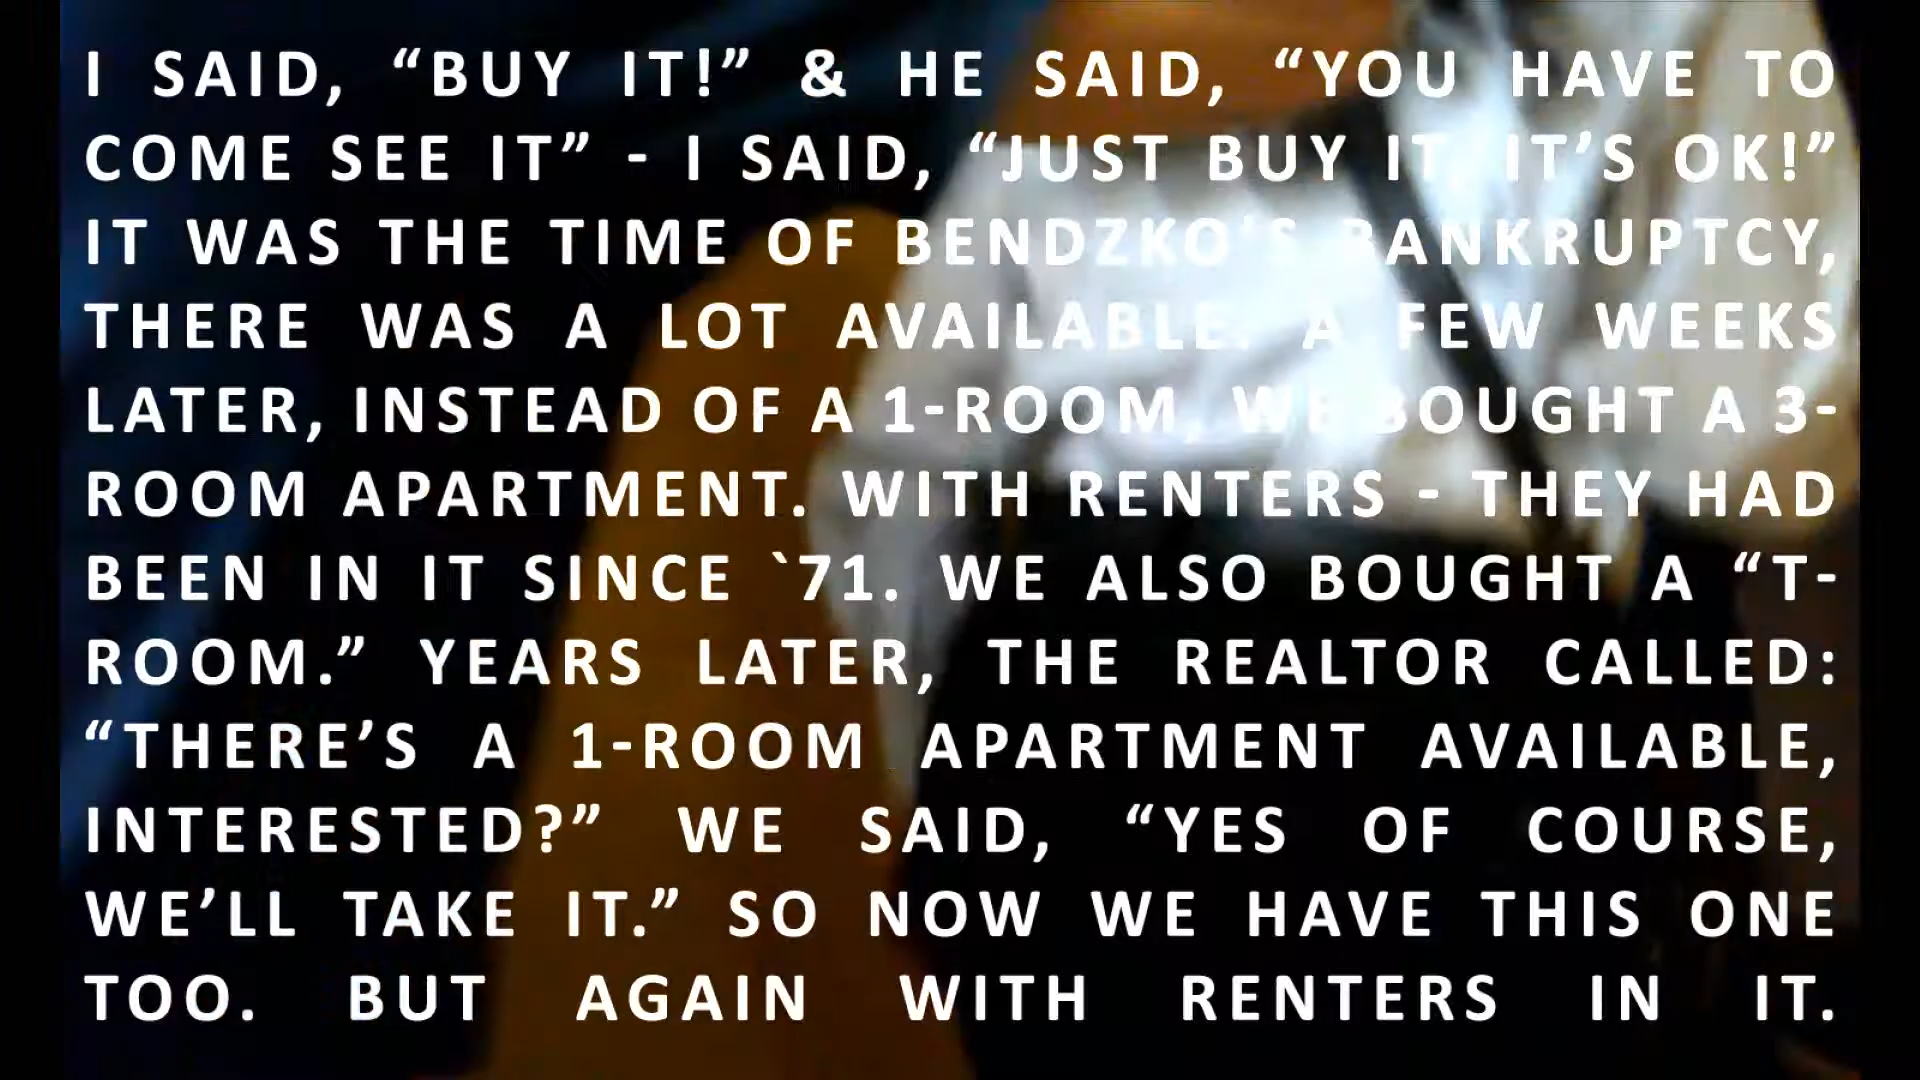 I SAID, “BUY IT!” & HE SAID, “YOU HAVE TO
COME SEE IT” - I SAID, “JUST BUY IT, IT’S OK!”
IT WAS THE TIME OF BENDZKO’S BANKRUPTCY,
THERE WAS A LOT AVAILABLE. A FEW WEEKS
LATER, INSTEAD OF A 1-ROOM, WE BOUGHT A 3-
ROOM APARTMENT. WITH RENTERS - THEY HAD
BEEN IN IT SINCE `71. WE ALSO BOUGHT A “T-
ROOM.” YEARS LATER, THE REALTOR CALLED:
“THERE’S A 1-ROOM APARTMENT AVAILABLE,
INTERESTED?” WE SAID, “YES OF COURSE,
WE’LL TAKE IT.” SO NOW WE HAVE THIS ONE
TOO. BUT AGAIN WITH RENTERS IN IT.